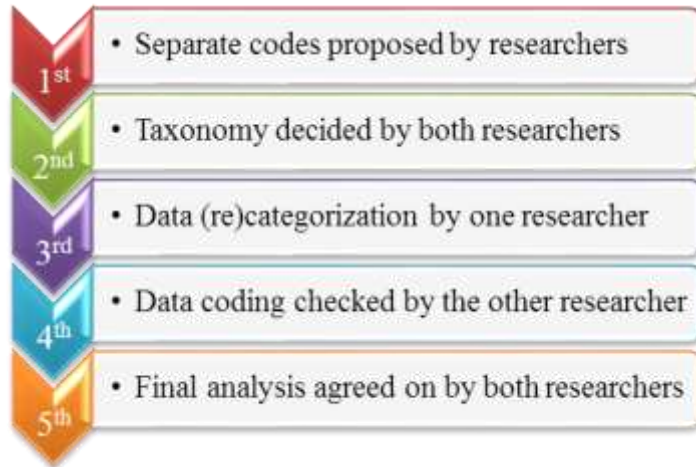 1st
• Separate codes proposed by researchers
2nd
• Taxonomy decided by both researchers
3rd
• Data (re)categorization by one researcher
4th
• Data coding checked by the other researcher
5th
• Final analysis agreed on by both researchers